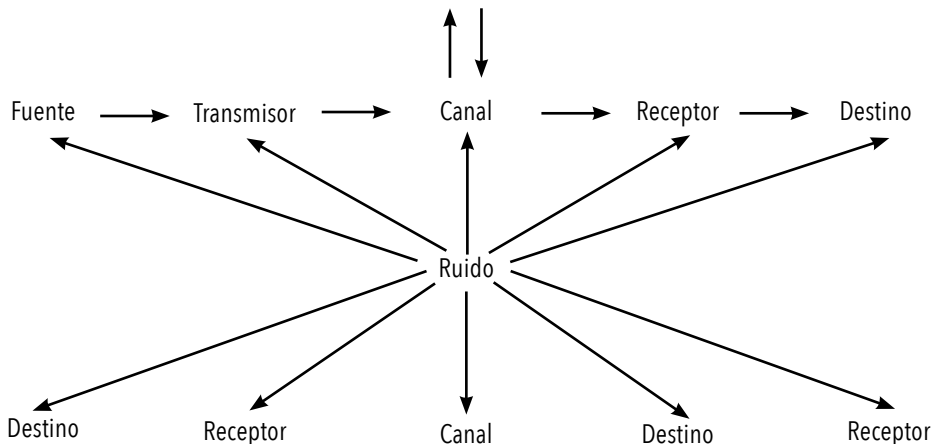 Fuente Transmisor Canal Receptor Destino
Ruido
Destino Receptor Canal Destino Receptor